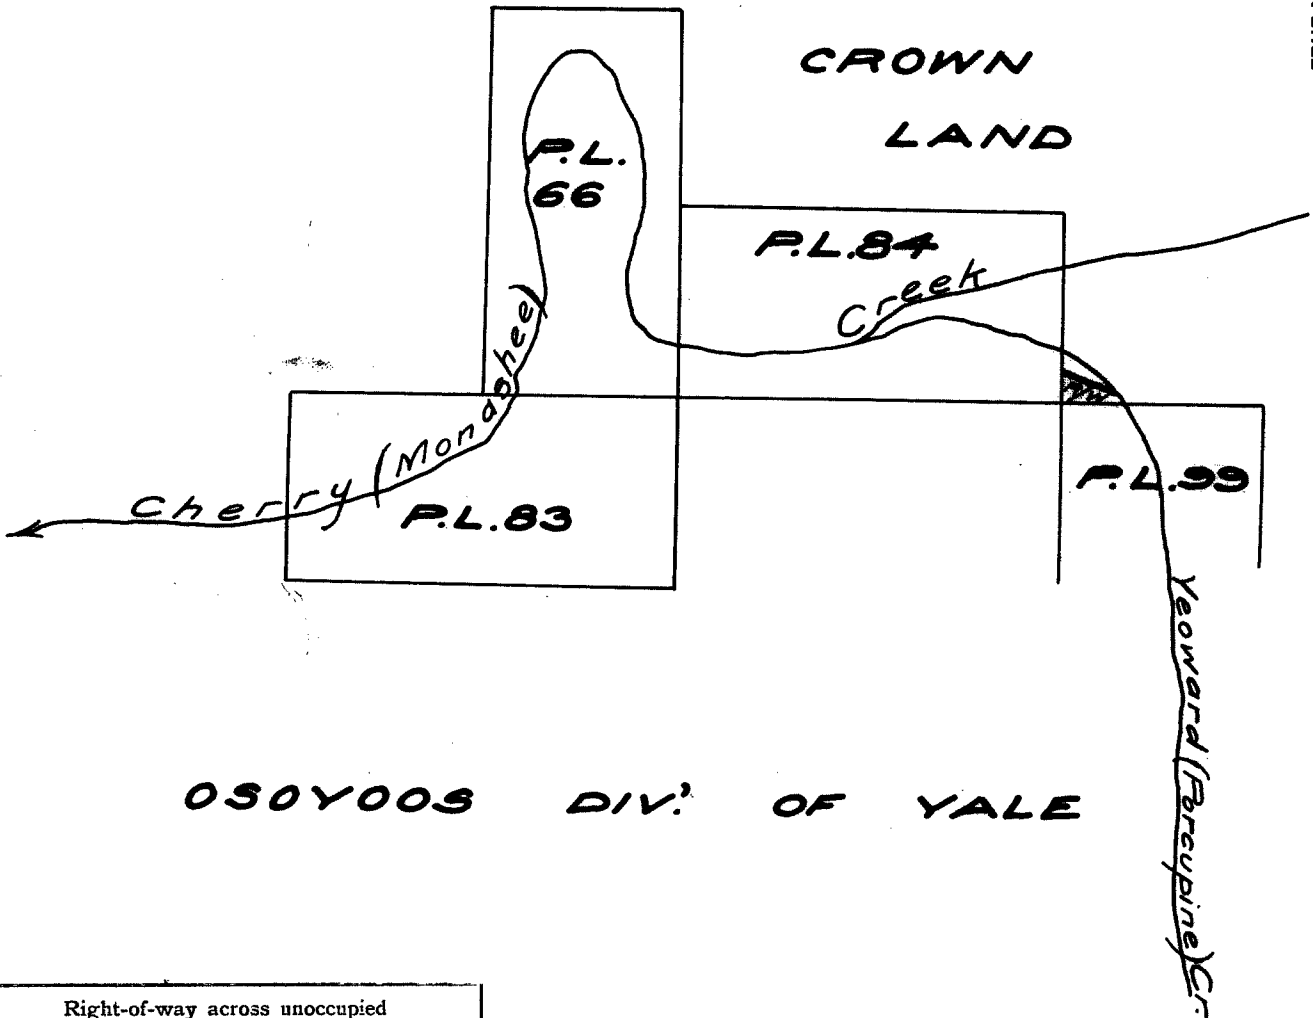 CROWN
LAND
P.L.
66
P.L.84
Creek
Cherry (Monashee)
P.L.83
P.L.99
Yeoward (Porcupine) Cr.
OSOYOOS DIV'. OF YALE
Right-of-way across unoccupied